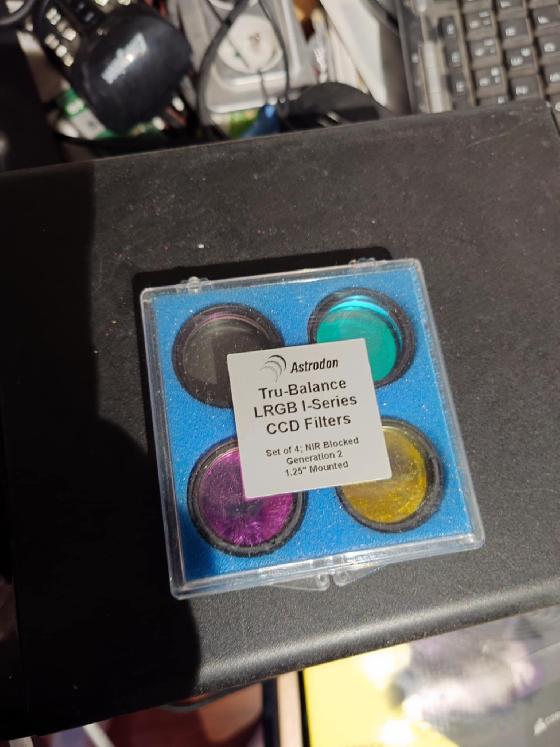 Astrodon
Tru-Balance
LRGB I-Series
CCD Filters
Set of 4; NIR Blocked
Generation 2
1.25" Mounted